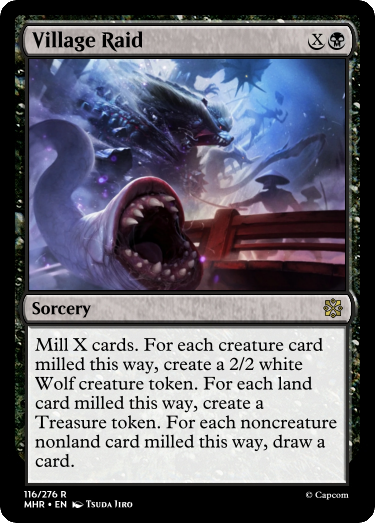 Village Raid X
Sorcery
Mill X cards. For each creature card
milled this way, create a 2/2 white
Wolf creature token. For each land
card milled this way, create a
Treasure token. For each noncreature
nonland card milled this way, draw a
card.
116/276 R
MHR • EN Tsuda Jiro
© Capcom